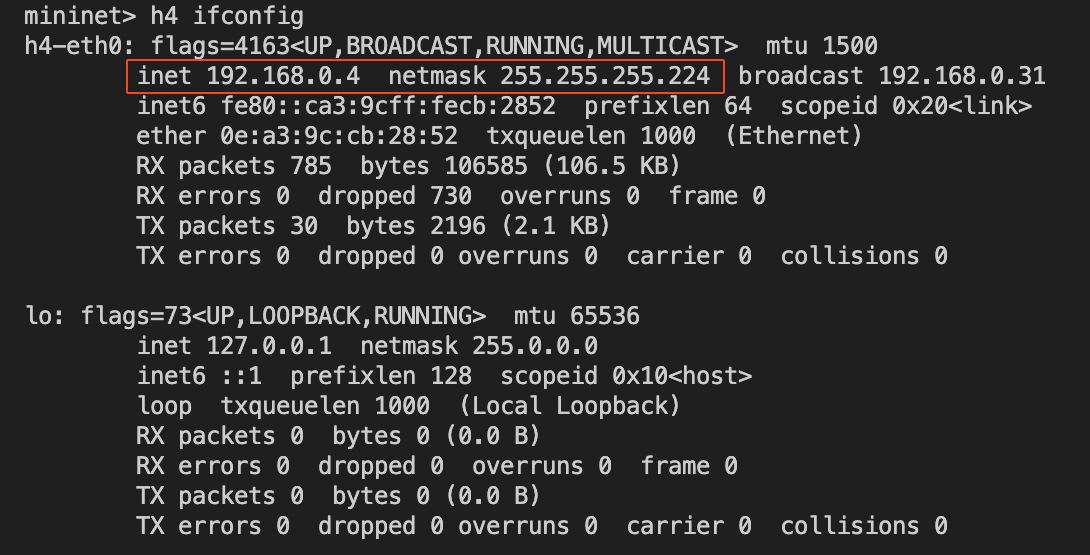 mininet> h4 ifconfig
h4-eth0: flags=4163<UP,BROADCAST,RUNNING,MULTICAST>  mtu 1500
        inet 192.168.0.4  netmask 255.255.255.224  broadcast 192.168.0.31
        inet6 fe80::ca3:9cff:fecb:2852  prefixlen 64  scopeid 0x20<link>
        ether 0e:a3:9c:cb:28:52  txqueuelen 1000  (Ethernet)
        RX packets 785  bytes 106585 (106.5 KB)
        RX errors 0  dropped 730  overruns 0  frame 0
        TX packets 30  bytes 2196 (2.1 KB)
        TX errors 0  dropped 0 overruns 0  carrier 0  collisions 0

lo: flags=73<UP,LOOPBACK,RUNNING>  mtu 65536
        inet 127.0.0.1  netmask 255.0.0.0
        inet6 ::1  prefixlen 128  scopeid 0x10<host>
        loop  txqueuelen 1000  (Local Loopback)
        RX packets 0  bytes 0 (0.0 B)
        RX errors 0  dropped 0  overruns 0  frame 0
        TX packets 0  bytes 0 (0.0 B)
        TX errors 0  dropped 0 overruns 0  carrier 0  collisions 0